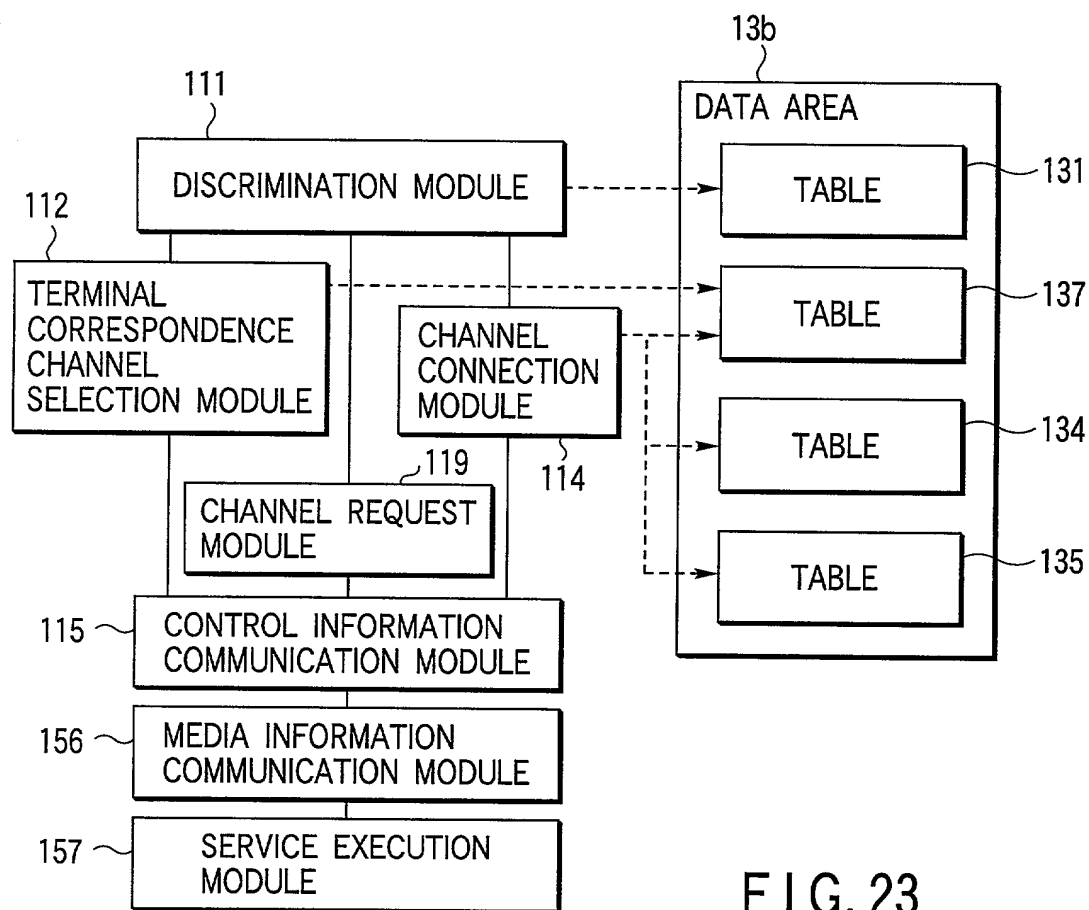 13b
DATA AREA
111
DISCRIMINATION MODULE
TABLE
131
112
TERMINAL
CORRESPONDENCE
CHANNEL
SELECTION MODULE
TABLE
137
CHANNEL
CONNECTION
MODULE
114
TABLE
134
119
CHANNEL REQUEST
MODULE
TABLE
135
115
CONTROL INFORMATION
COMMUNICATION MODULE
156
MEDIA INFORMATION
COMMUNICATION MODULE
157
SERVICE EXECUTION
MODULE
FIG. 23